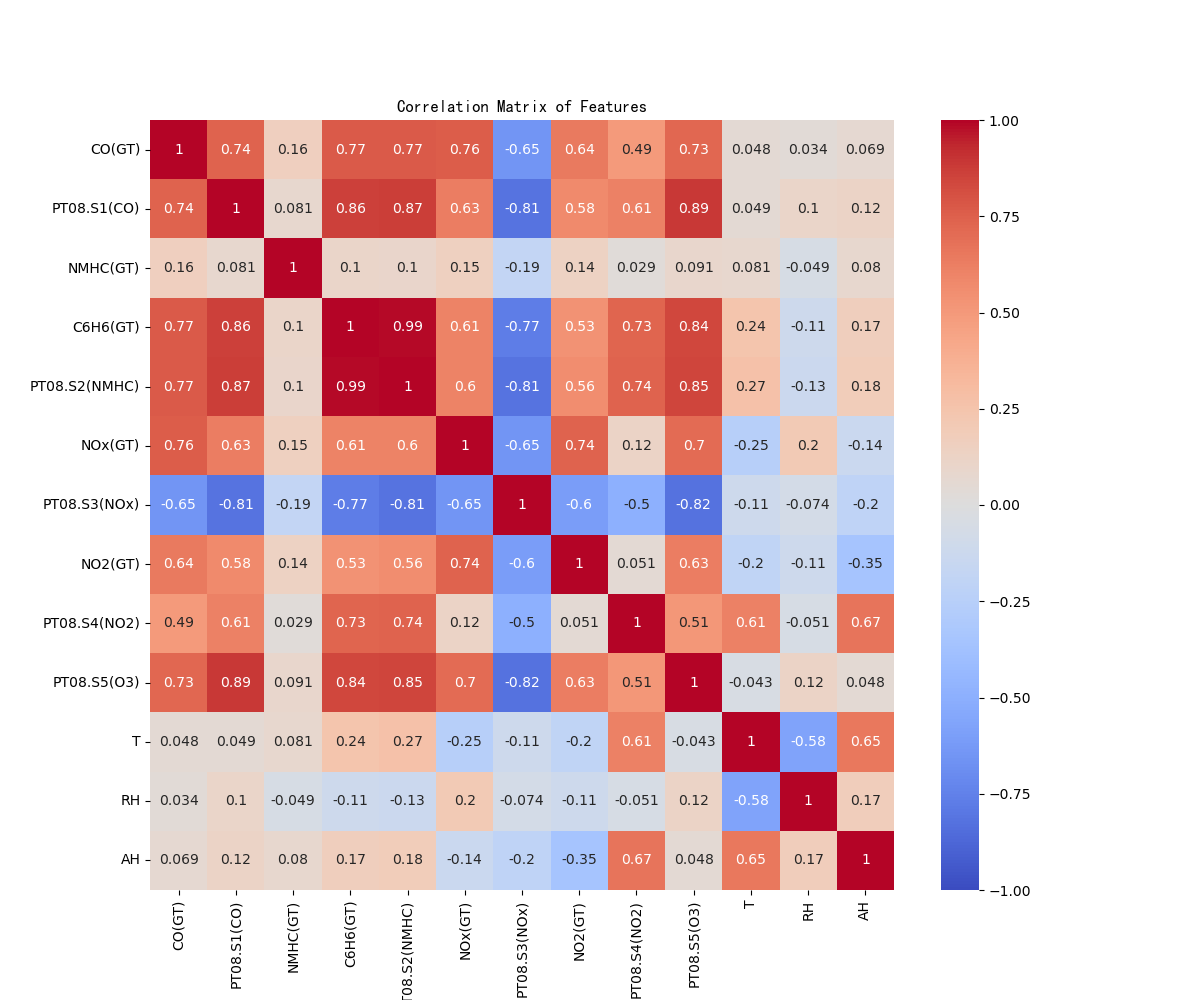 Correlation Matrix of Features
CO(GT) 1 0.74 0.16 0.77 0.77 0.76 -0.65 0.64 0.49 0.73 0.048 0.034 0.069
PT08.S1(CO) 0.74 1 0.081 0.86 0.87 0.63 -0.81 0.58 0.61 0.89 0.049 0.1 0.12
NMHC(GT) 0.16 0.081 1 0.1 0.1 0.15 -0.19 0.14 0.029 0.091 0.081 -0.049 0.08
C6H6(GT) 0.77 0.86 0.1 1 0.99 0.61 -0.77 0.53 0.73 0.84 0.24 -0.11 0.17
PT08.S2(NMHC) 0.77 0.87 0.1 0.99 1 0.6 -0.81 0.56 0.74 0.85 0.27 -0.13 0.18
NOx(GT) 0.76 0.63 0.15 0.61 0.6 1 -0.65 0.74 0.12 0.7 -0.25 0.2 -0.14
PT08.S3(NOx) -0.65 -0.81 -0.19 -0.77 -0.81 -0.65 1 -0.6 -0.5 -0.82 -0.11 -0.074 -0.2
NO2(GT) 0.64 0.58 0.14 0.53 0.56 0.74 -0.6 1 0.051 0.63 -0.2 -0.11 -0.35
PT08.S4(NO2) 0.49 0.61 0.029 0.73 0.74 0.12 -0.5 0.051 1 0.51 0.61 -0.051 0.67
PT08.S5(O3) 0.73 0.89 0.091 0.84 0.85 0.7 -0.82 0.63 0.51 1 -0.043 0.12 0.048
T 0.048 0.049 0.081 0.24 0.27 -0.25 -0.11 -0.2 0.61 -0.043 1 -0.58 0.65
RH 0.034 0.1 -0.049 -0.11 -0.13 0.2 -0.074 -0.11 -0.051 0.12 -0.58 1 0.17
AH 0.069 0.12 0.08 0.17 0.18 -0.14 -0.2 -0.35 0.67 0.048 0.65 0.17 1
CO(GT)
PT08.S1(CO)
NMHC(GT)
C6H6(GT)
T08.S2(NMHC)
NOx(GT)
PT08.S3(NOx)
NO2(GT)
PT08.S4(NO2)
PT08.S5(O3)
T
RH
AH
1.00
0.75
0.50
0.25
0.00
−0.25
−0.50
−0.75
−1.00